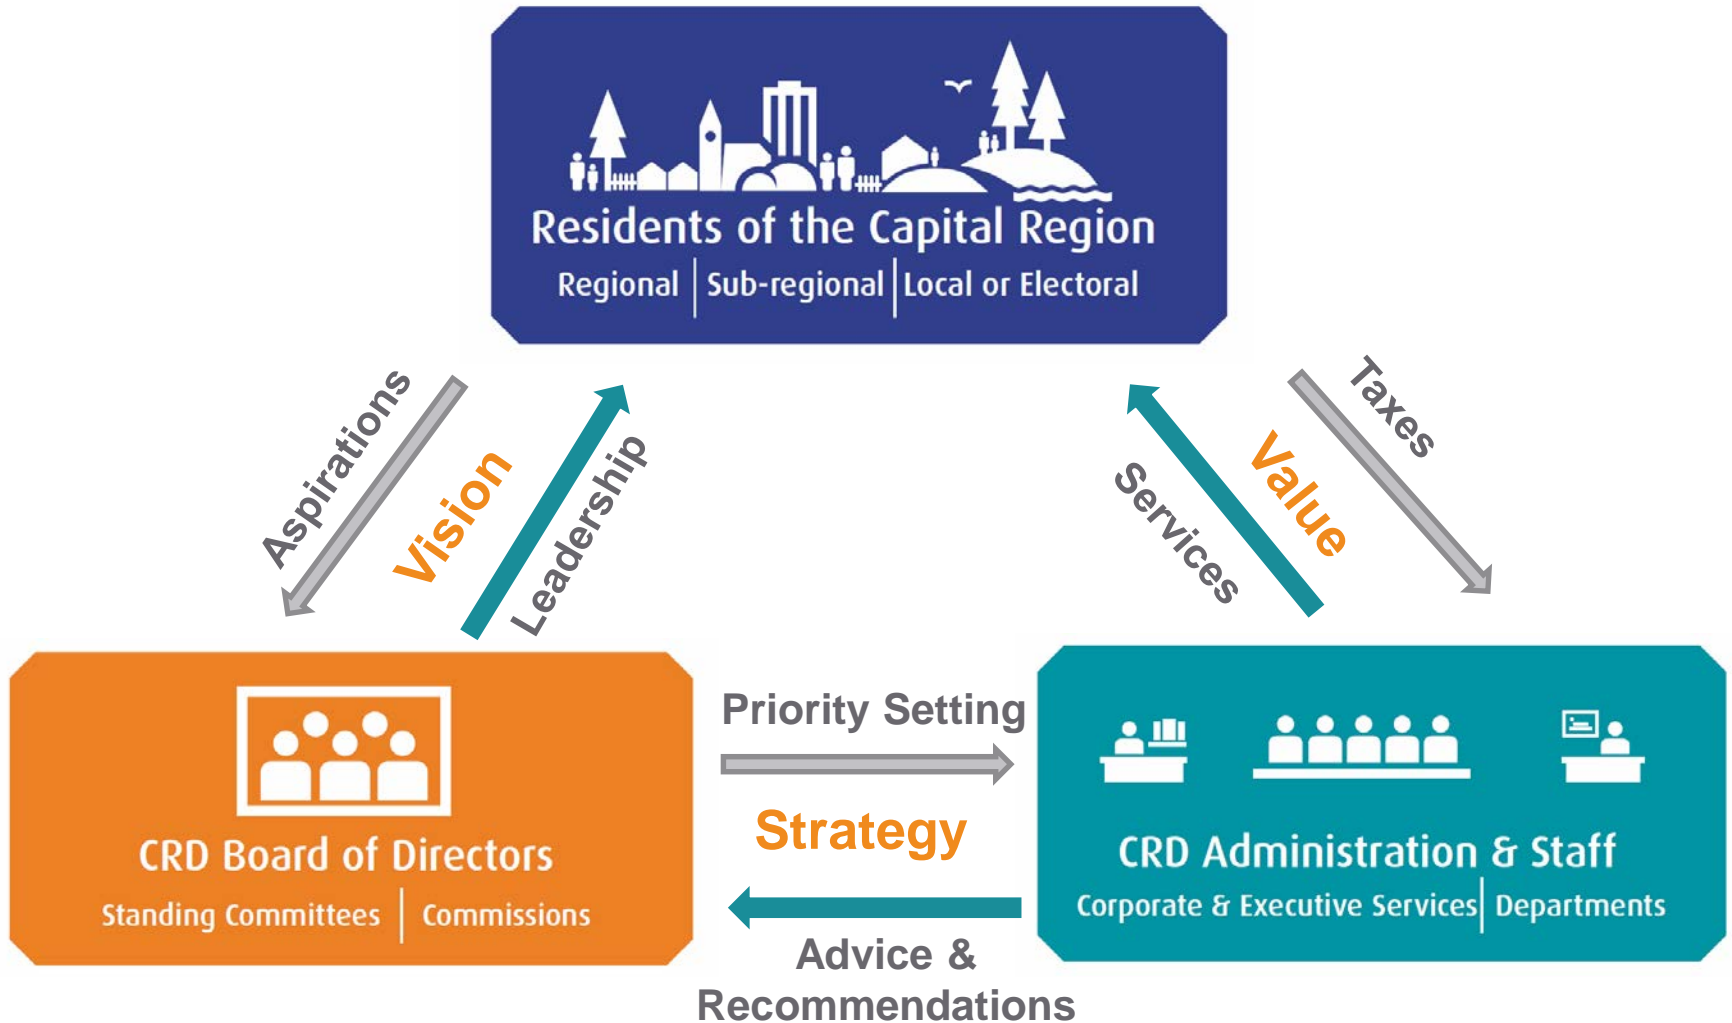 Residents of the Capital Region
Regional | Sub-regional | Local or Electoral
Aspirations
Vision
Leadership
Services
Value
Taxes
Priority Setting
Strategy
Advice &
Recommendations
CRD Board of Directors
Standing Committees | Commissions
CRD Administration & Staff
Corporate & Executive Services | Departments